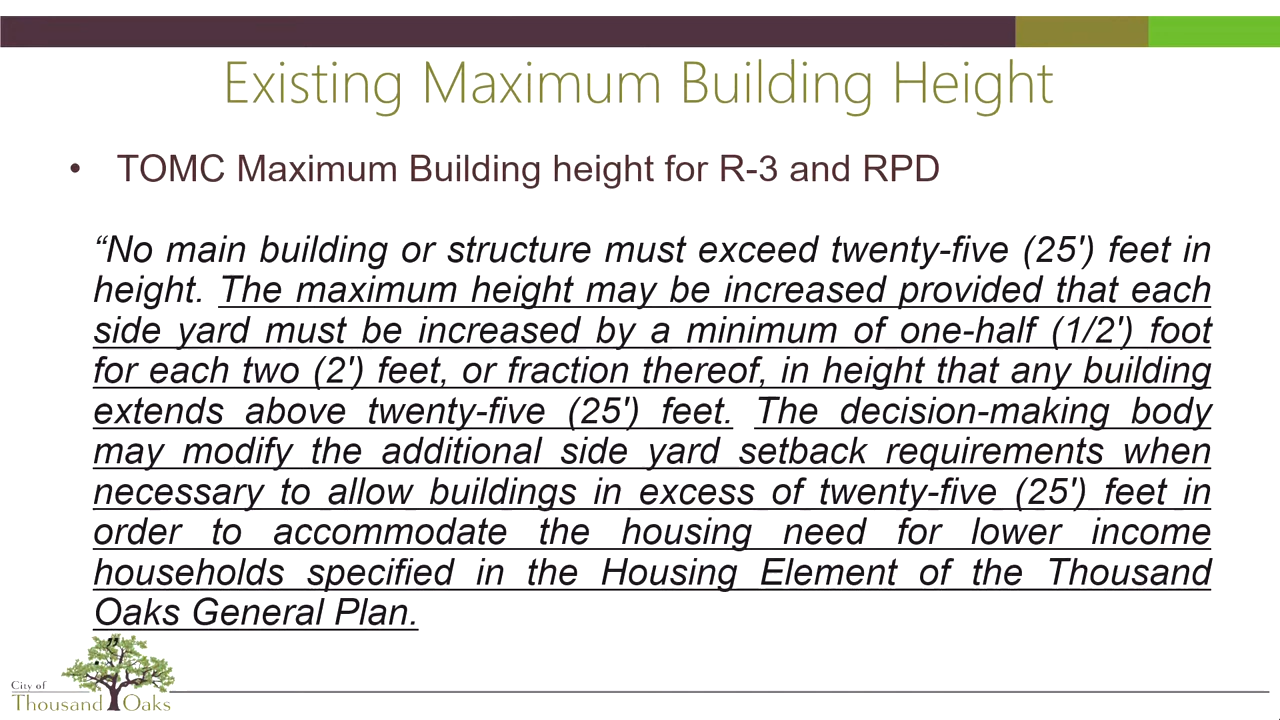 Existing Maximum Building Height
• TOMC Maximum Building height for R-3 and RPD
“No main building or structure must exceed twenty-five (25') feet in
height. The maximum height may be increased provided that each
side yard must be increased by a minimum of one-half (1/2') foot
for each two (2') feet, or fraction thereof, in height that any building
extends above twenty-five (25') feet. The decision-making body
may modify the additional side yard setback requirements when
necessary to allow buildings in excess of twenty-five (25') feet in
order to accommodate the housing need for lower income
households specified in the Housing Element of the Thousand
Oaks General Plan.
.”
City of
Thousand Oaks